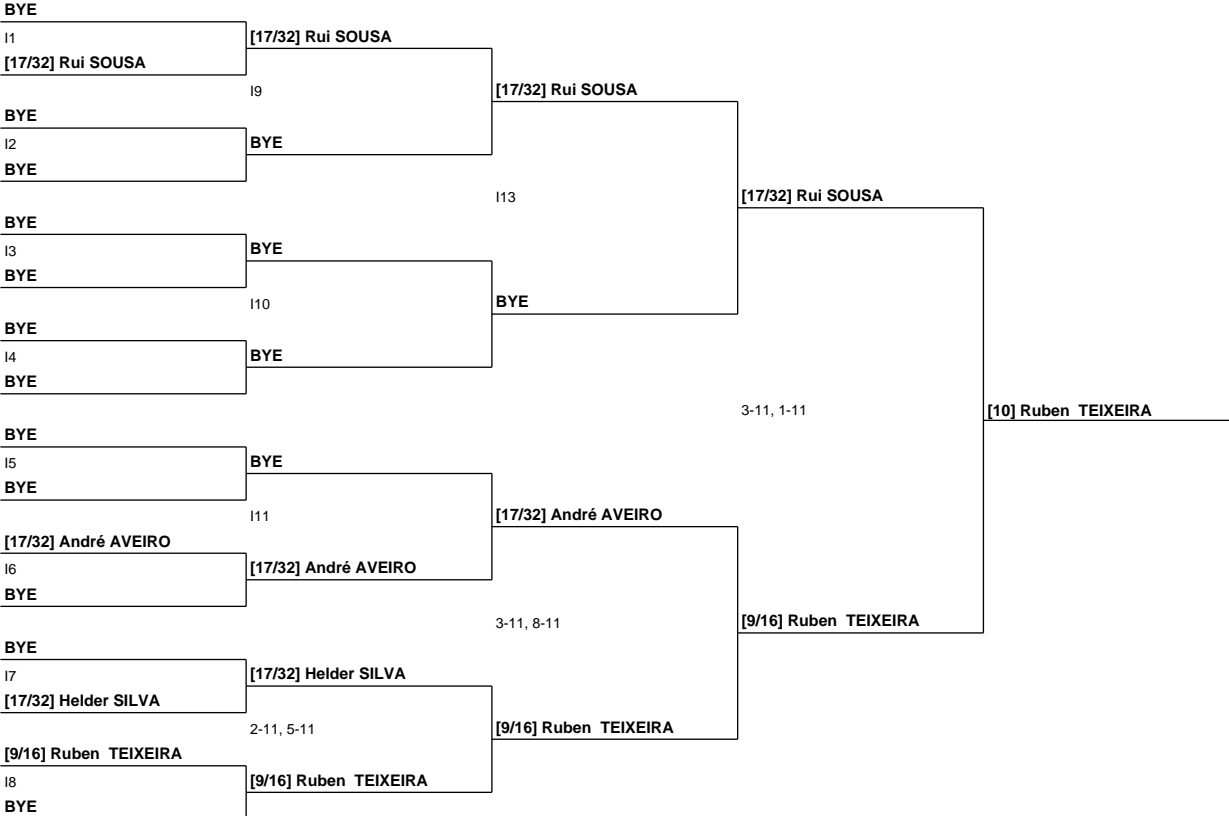 BYE
I1
[17/32] Rui SOUSA
[17/32] Rui SOUSA
I9
[17/32] Rui SOUSA
BYE
I2
BYE
BYE
I13
[17/32] Rui SOUSA
BYE
I3
BYE
BYE
I10
BYE
BYE
I4
BYE
BYE
3-11, 1-11
[10] Ruben  TEIXEIRA
BYE
I5
BYE
BYE
I11
[17/32] André AVEIRO
[17/32] André AVEIRO
I6
BYE
[17/32] André AVEIRO
3-11, 8-11
[9/16] Ruben  TEIXEIRA
BYE
I7
[17/32] Helder SILVA
[17/32] Helder SILVA
2-11, 5-11
[9/16] Ruben  TEIXEIRA
[9/16] Ruben  TEIXEIRA
I8
BYE
[9/16] Ruben  TEIXEIRA